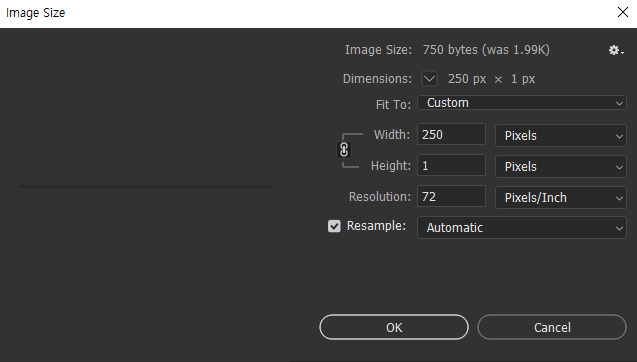 Image Size
Image Size: 750 bytes (was 1.99K)
Dimensions: 250 px × 1 px
Fit To: Custom
Width: 250 Pixels
Height: 1 Pixels
Resolution: 72 Pixels/Inch
Resample: Automatic
OK Cancel